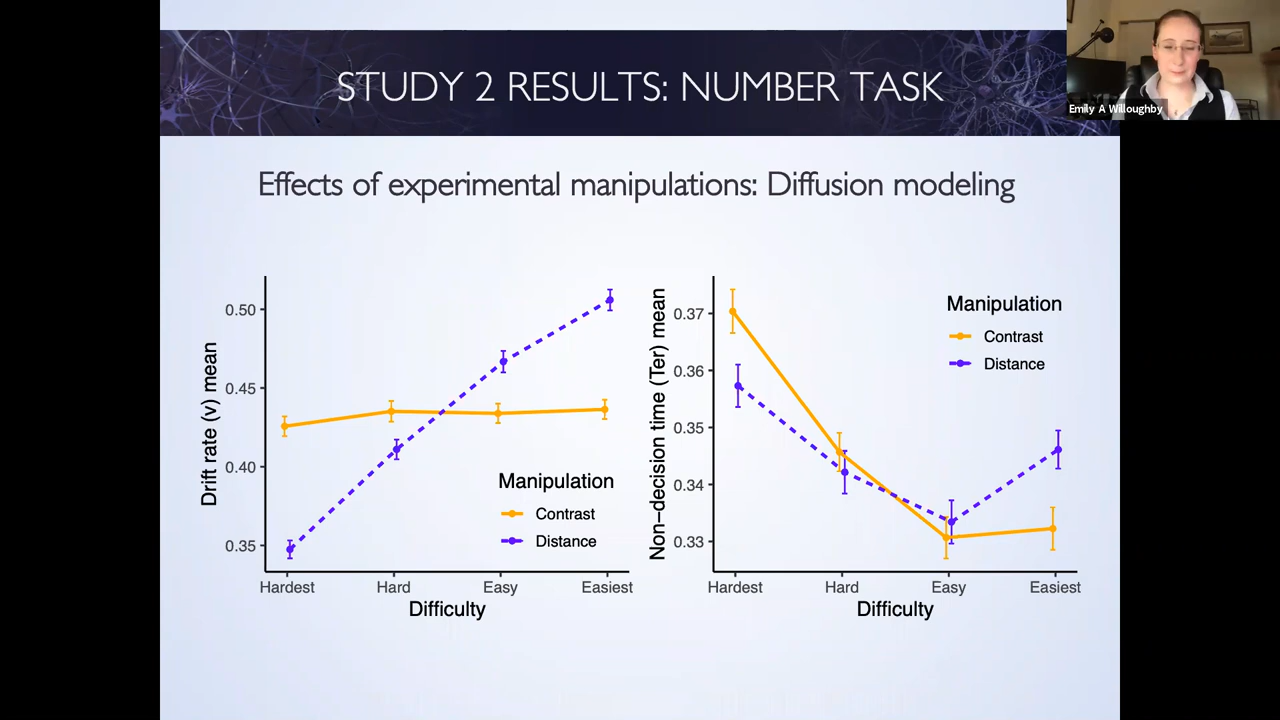 STUDY 2 RESULTS: NUMBER TASK
Emily A Willoughby
Effects of experimental manipulations: Diffusion modeling
Drift rate (v) mean
0.50
0.45
0.40
0.35
Manipulation
Contrast
Distance
Hardest Hard Easy Easiest
Difficulty
Non−decision time (Ter) mean
0.37
0.36
0.35
0.34
0.33
Manipulation
Contrast
Distance
Hardest Hard Easy Easiest
Difficulty